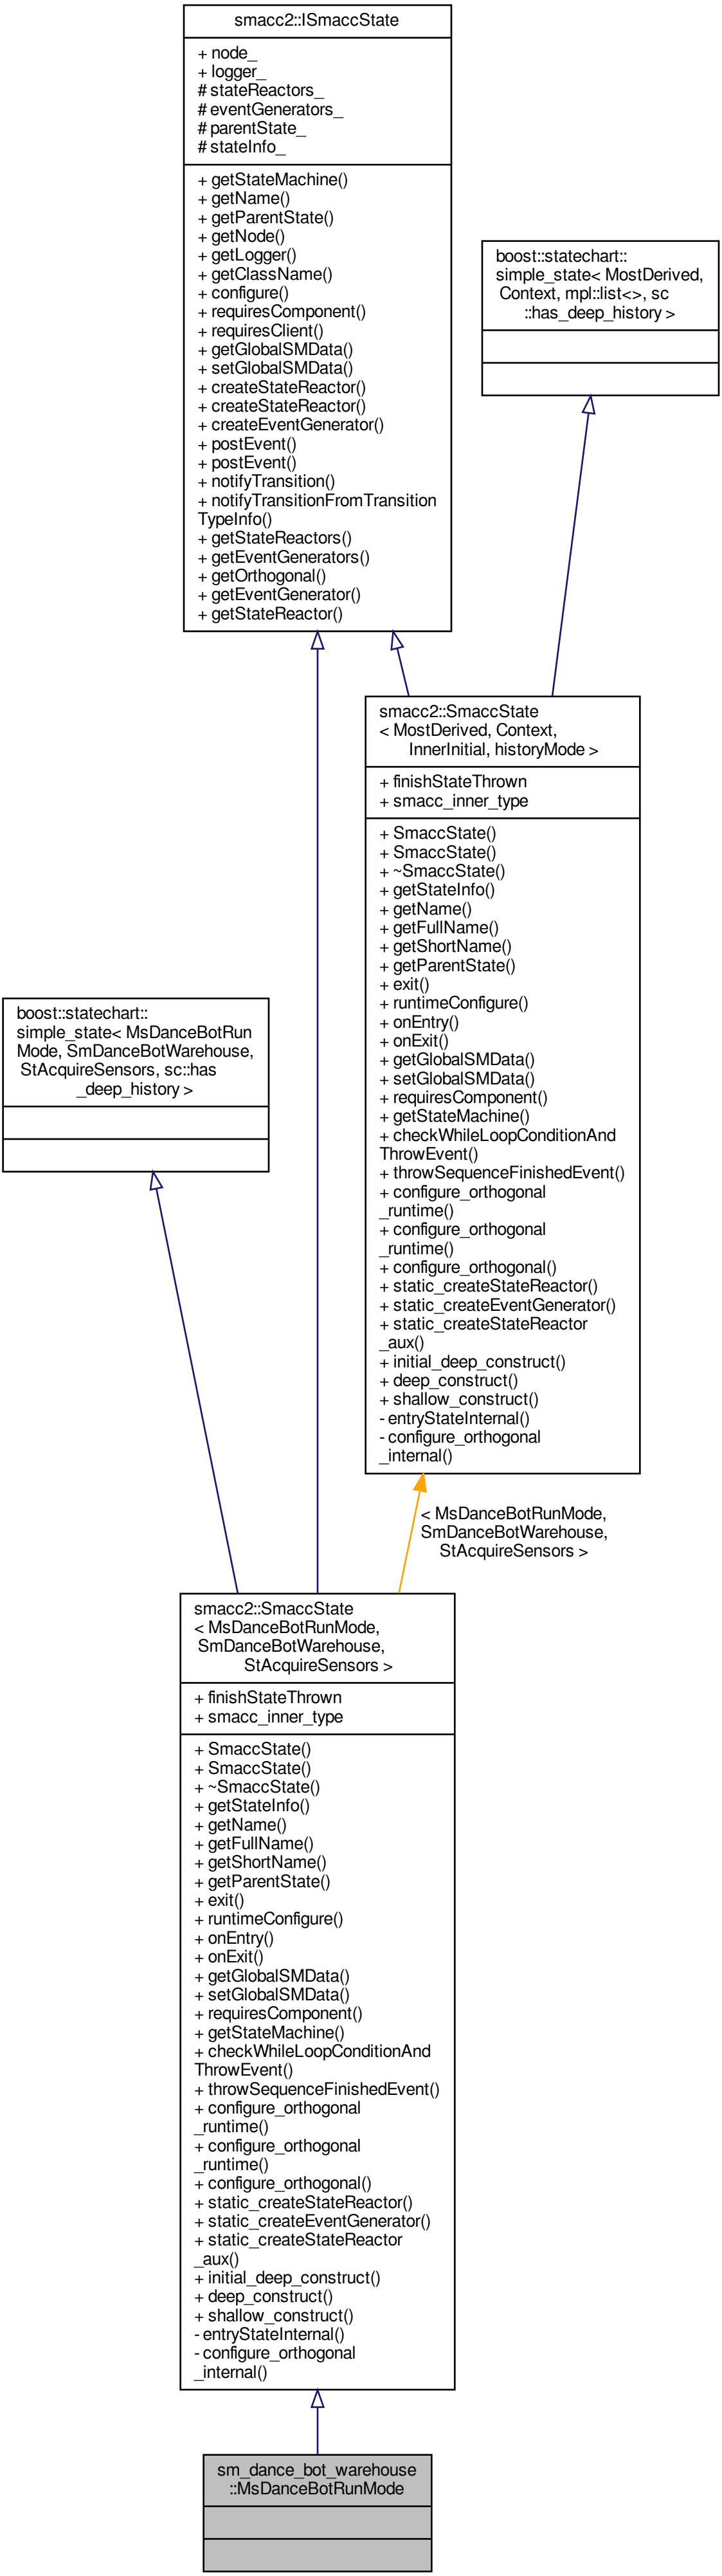 smacc2::ISmaccState
+ node_
+ logger_
# stateReactors_
# eventGenerators_
# parentState_
# stateInfo_
+ getStateMachine()
+ getName()
+ getParentState()
+ getNode()
+ getLogger()
+ getClassName()
+ configure()
+ requiresComponent()
+ requiresClient()
+ getGlobalSMData()
+ setGlobalSMData()
+ createStateReactor()
+ createStateReactor()
+ createEventGenerator()
+ postEvent()
+ postEvent()
+ notifyTransition()
+ notifyTransitionFromTransition
TypeInfo()
+ getStateReactors()
+ getEventGenerators()
+ getOrthogonal()
+ getEventGenerator()
+ getStateReactor()
boost::statechart::
simple_state< MostDerived,
Context, mpl::list<>, sc
::has_deep_history >
smacc2::SmaccState
< MostDerived, Context,
InnerInitial, historyMode >
+ finishStateThrown
+ smacc_inner_type
+ SmaccState()
+ SmaccState()
+ ~SmaccState()
+ getStateInfo()
+ getName()
+ getFullName()
+ getShortName()
+ getParentState()
+ exit()
+ runtimeConfigure()
+ onEntry()
+ onExit()
+ getGlobalSMData()
+ setGlobalSMData()
+ requiresComponent()
+ getStateMachine()
+ checkWhileLoopConditionAnd
ThrowEvent()
+ throwSequenceFinishedEvent()
+ configure_orthogonal
_runtime()
+ configure_orthogonal
_runtime()
+ configure_orthogonal()
+ static_createStateReactor()
+ static_createEventGenerator()
+ static_createStateReactor
_aux()
+ initial_deep_construct()
+ deep_construct()
+ shallow_construct()
- entryStateInternal()
- configure_orthogonal
_internal()
boost::statechart::
simple_state< MsDanceBotRun
Mode, SmDanceBotWarehouse,
StAcquireSensors, sc::has
_deep_history >
< MsDanceBotRunMode,
SmDanceBotWarehouse,
StAcquireSensors >
smacc2::SmaccState
< MsDanceBotRunMode,
SmDanceBotWarehouse,
StAcquireSensors >
+ finishStateThrown
+ smacc_inner_type
+ SmaccState()
+ SmaccState()
+ ~SmaccState()
+ getStateInfo()
+ getName()
+ getFullName()
+ getShortName()
+ getParentState()
+ exit()
+ runtimeConfigure()
+ onEntry()
+ onExit()
+ getGlobalSMData()
+ setGlobalSMData()
+ requiresComponent()
+ getStateMachine()
+ checkWhileLoopConditionAnd
ThrowEvent()
+ throwSequenceFinishedEvent()
+ configure_orthogonal
_runtime()
+ configure_orthogonal
_runtime()
+ configure_orthogonal()
+ static_createStateReactor()
+ static_createEventGenerator()
+ static_createStateReactor
_aux()
+ initial_deep_construct()
+ deep_construct()
+ shallow_construct()
- entryStateInternal()
- configure_orthogonal
_internal()
sm_dance_bot_warehouse
::MsDanceBotRunMode